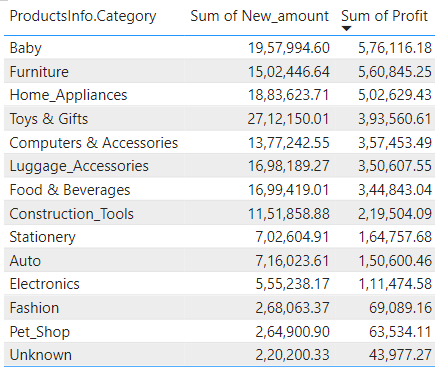 ProductsInfo.Category Sum of New_amount Sum of Profit
Baby 19,57,994.60 5,76,116.18
Furniture 15,02,446.64 5,60,845.25
Home_Appliances 18,83,623.71 5,02,629.43
Toys & Gifts 27,12,150.01 3,93,560.61
Computers & Accessories 13,77,242.55 3,57,453.49
Luggage_Accessories 16,98,189.27 3,50,607.55
Food & Beverages 16,99,419.01 3,44,843.04
Construction_Tools 11,51,858.88 2,19,504.09
Stationery 7,02,604.91 1,64,757.68
Auto 7,16,023.61 1,50,600.46
Electronics 5,55,238.17 1,11,474.58
Fashion 2,68,063.37 69,089.16
Pet_Shop 2,64,900.90 63,534.11
Unknown 2,20,200.33 43,977.27